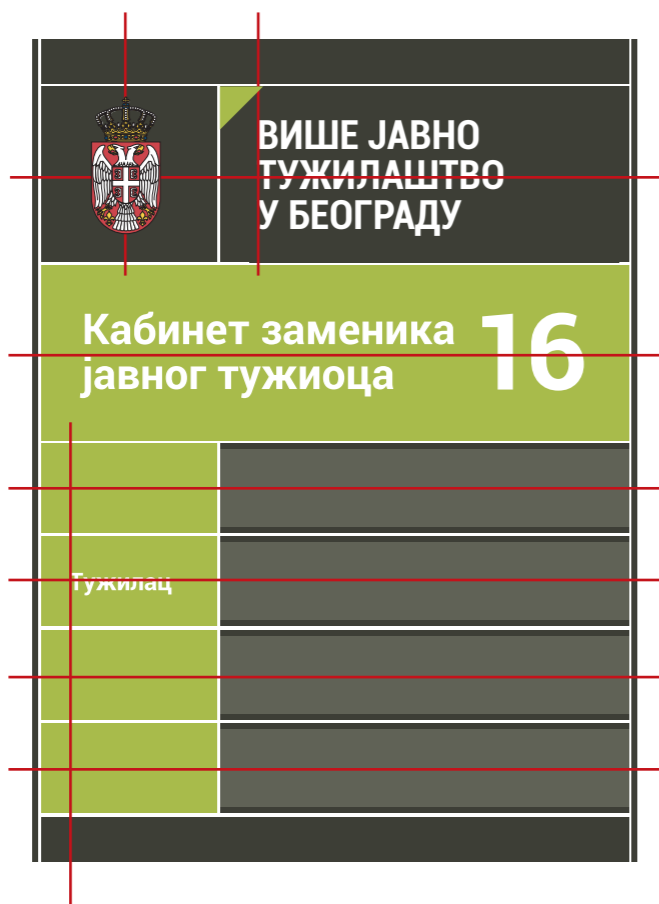 ВИШЕ ЈАВНО
ТУЖИЛАШТВО
У БЕОГРАДУ
Кабинет заменика
јавног тужиоца
16
Тужилац